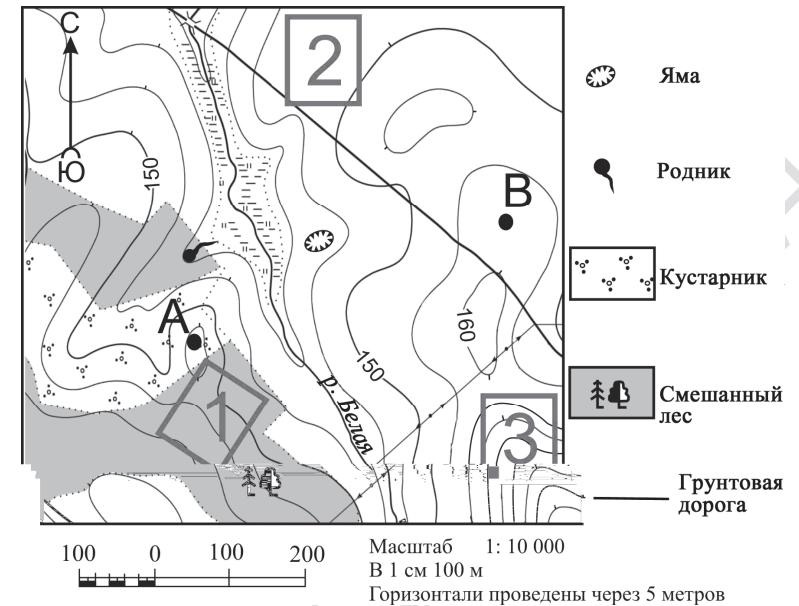 С
Ю
2
В
А
1
3
150
150
160
р. Белая
Яма
Родник
Кустарник
Смешанный
лес
Грунтовая
дорога
100 0 100 200
Масштаб 1: 10 000
В 1 см 100 м
Горизонтали проведены через 5 метров